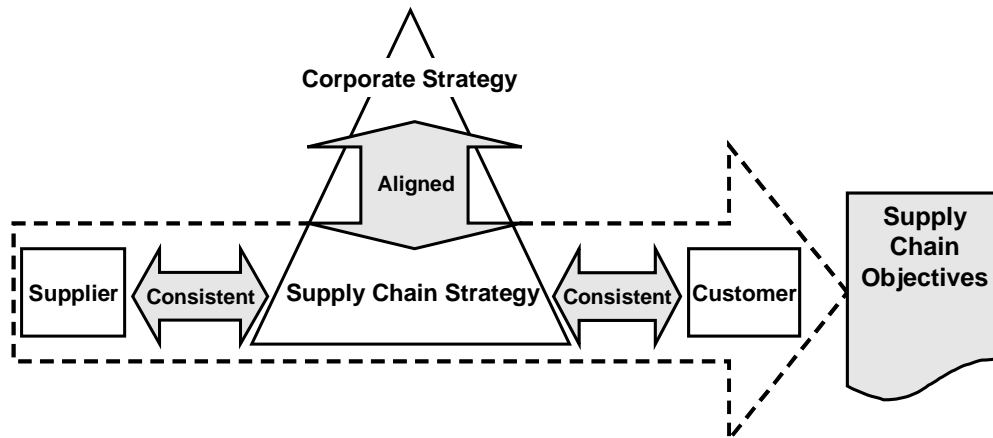 Corporate Strategy
Aligned
Supplier
Consistent
Supply Chain Strategy
Consistent
Customer
Supply
Chain
Objectives